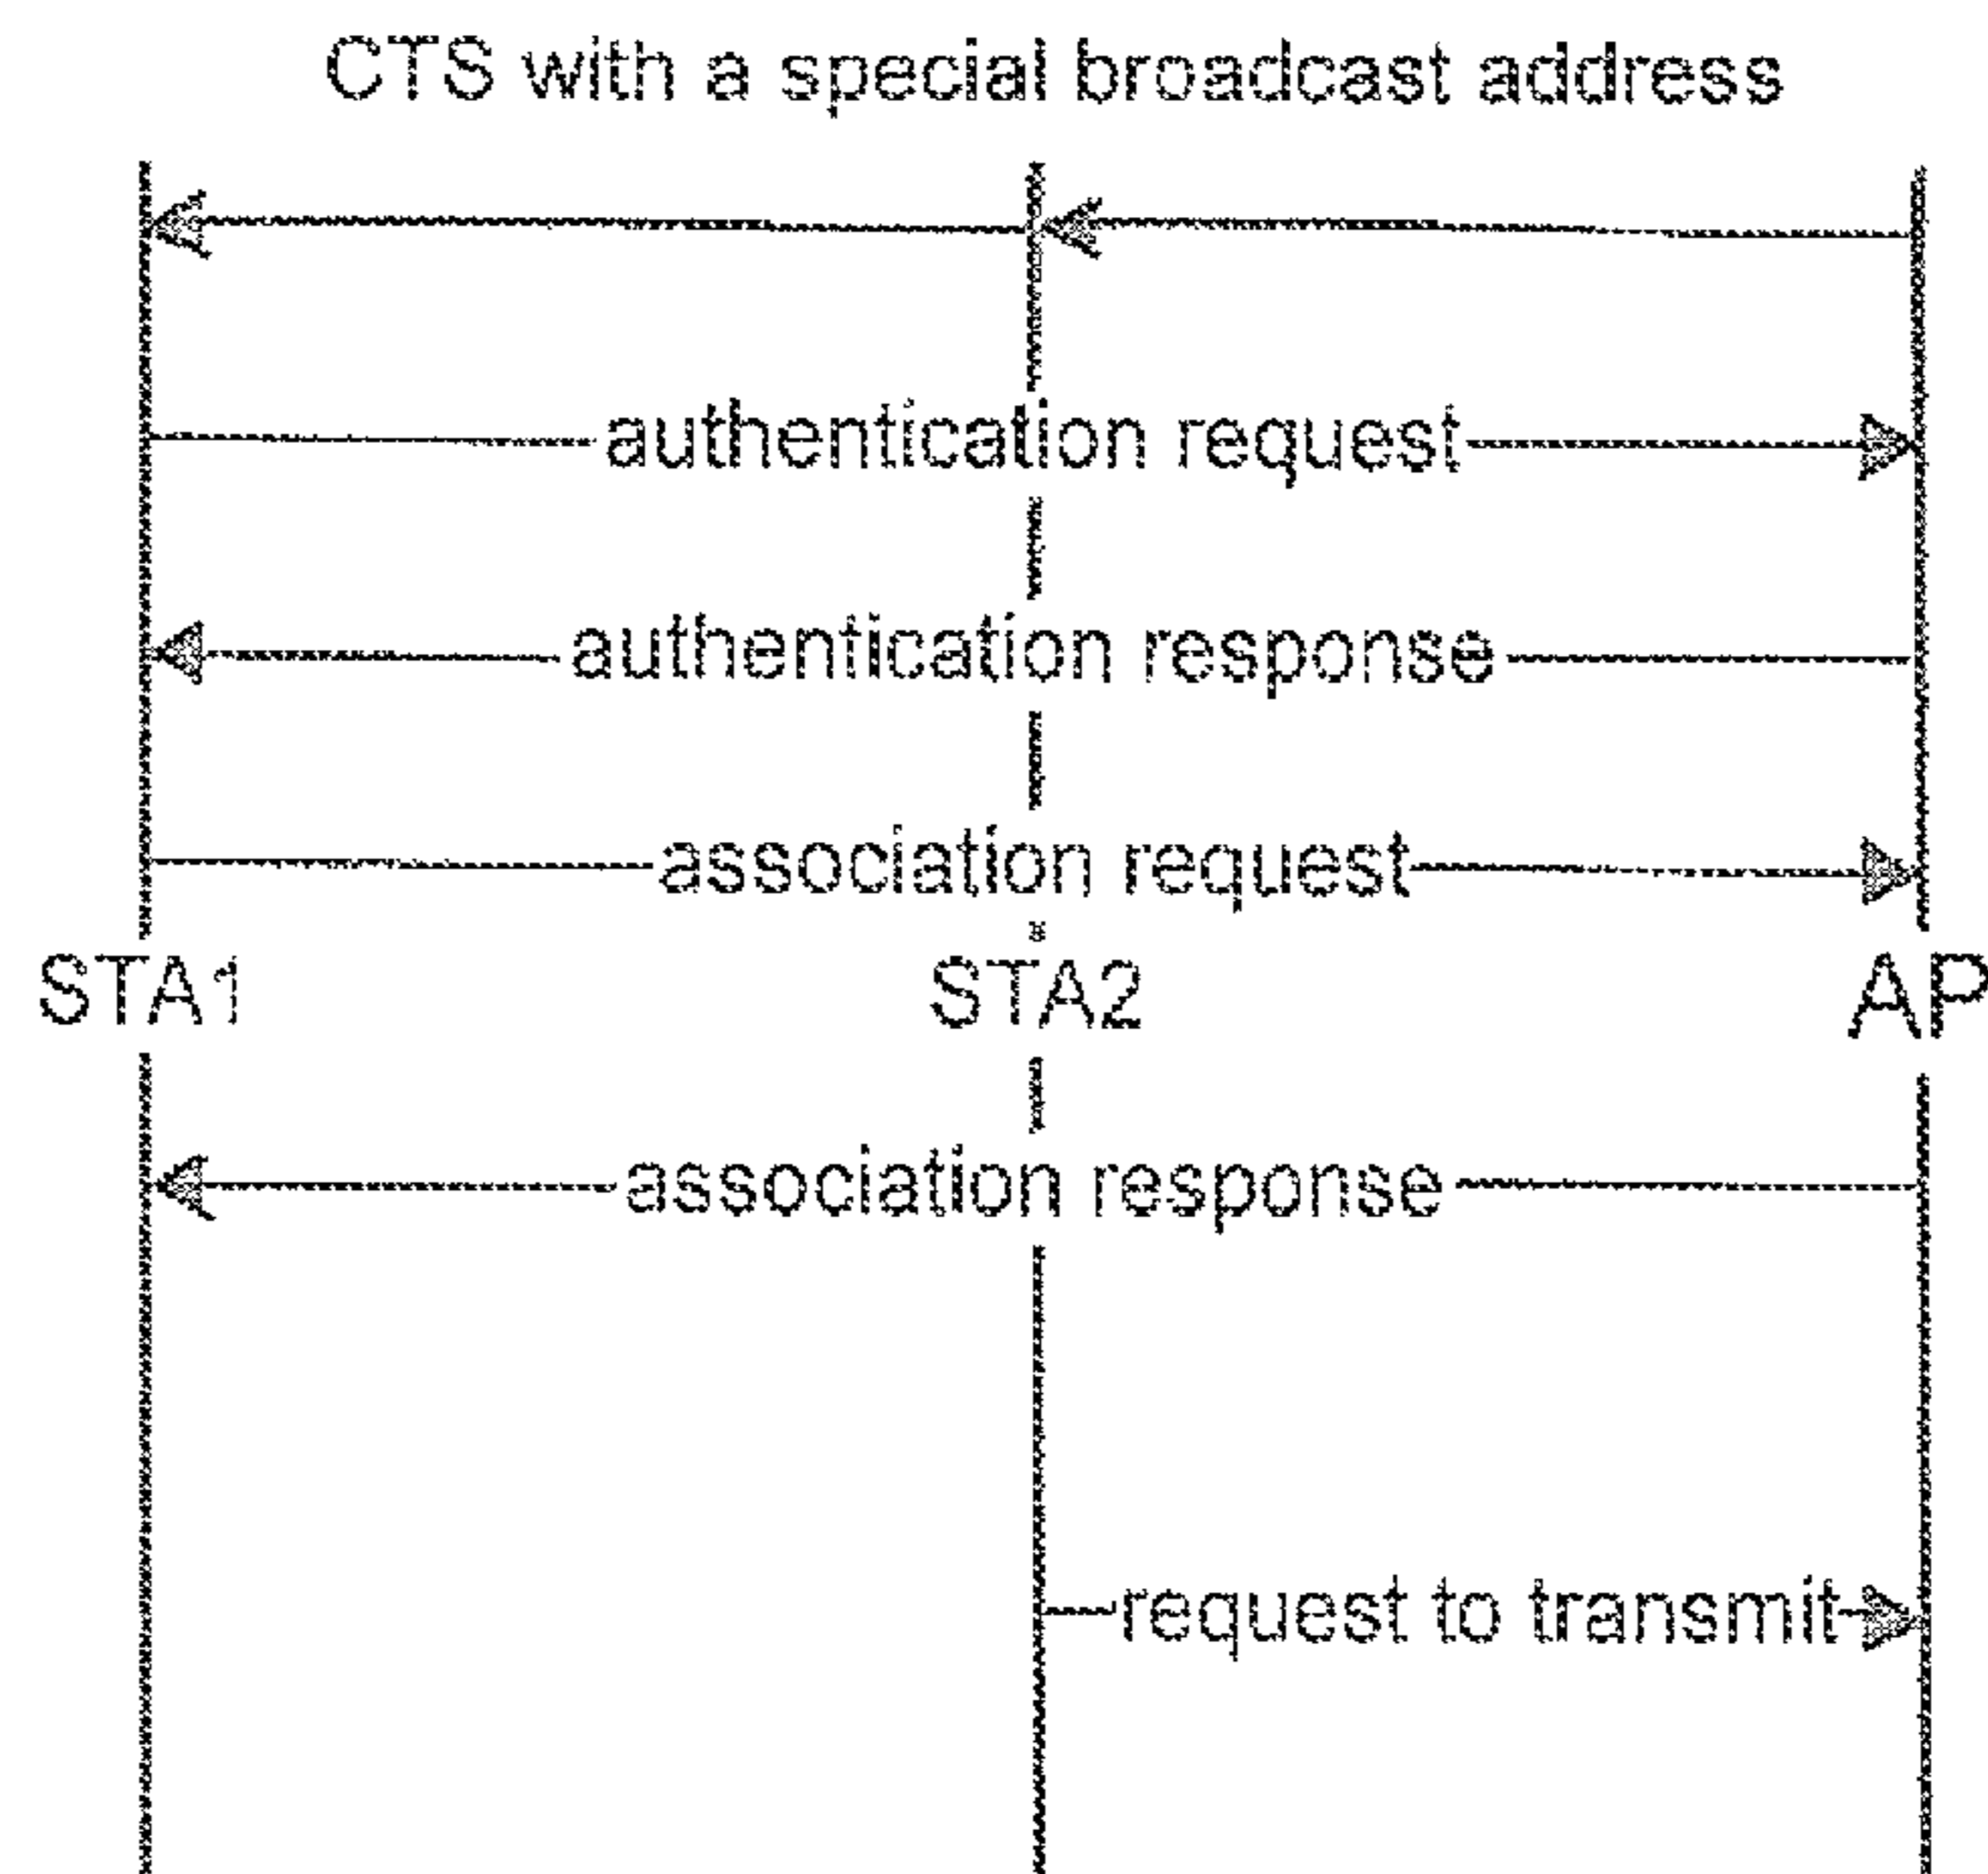 CTS with a special broadcast address
authentication request
authentication response
association request
STA1 STA2 AP
association response
request to transmit